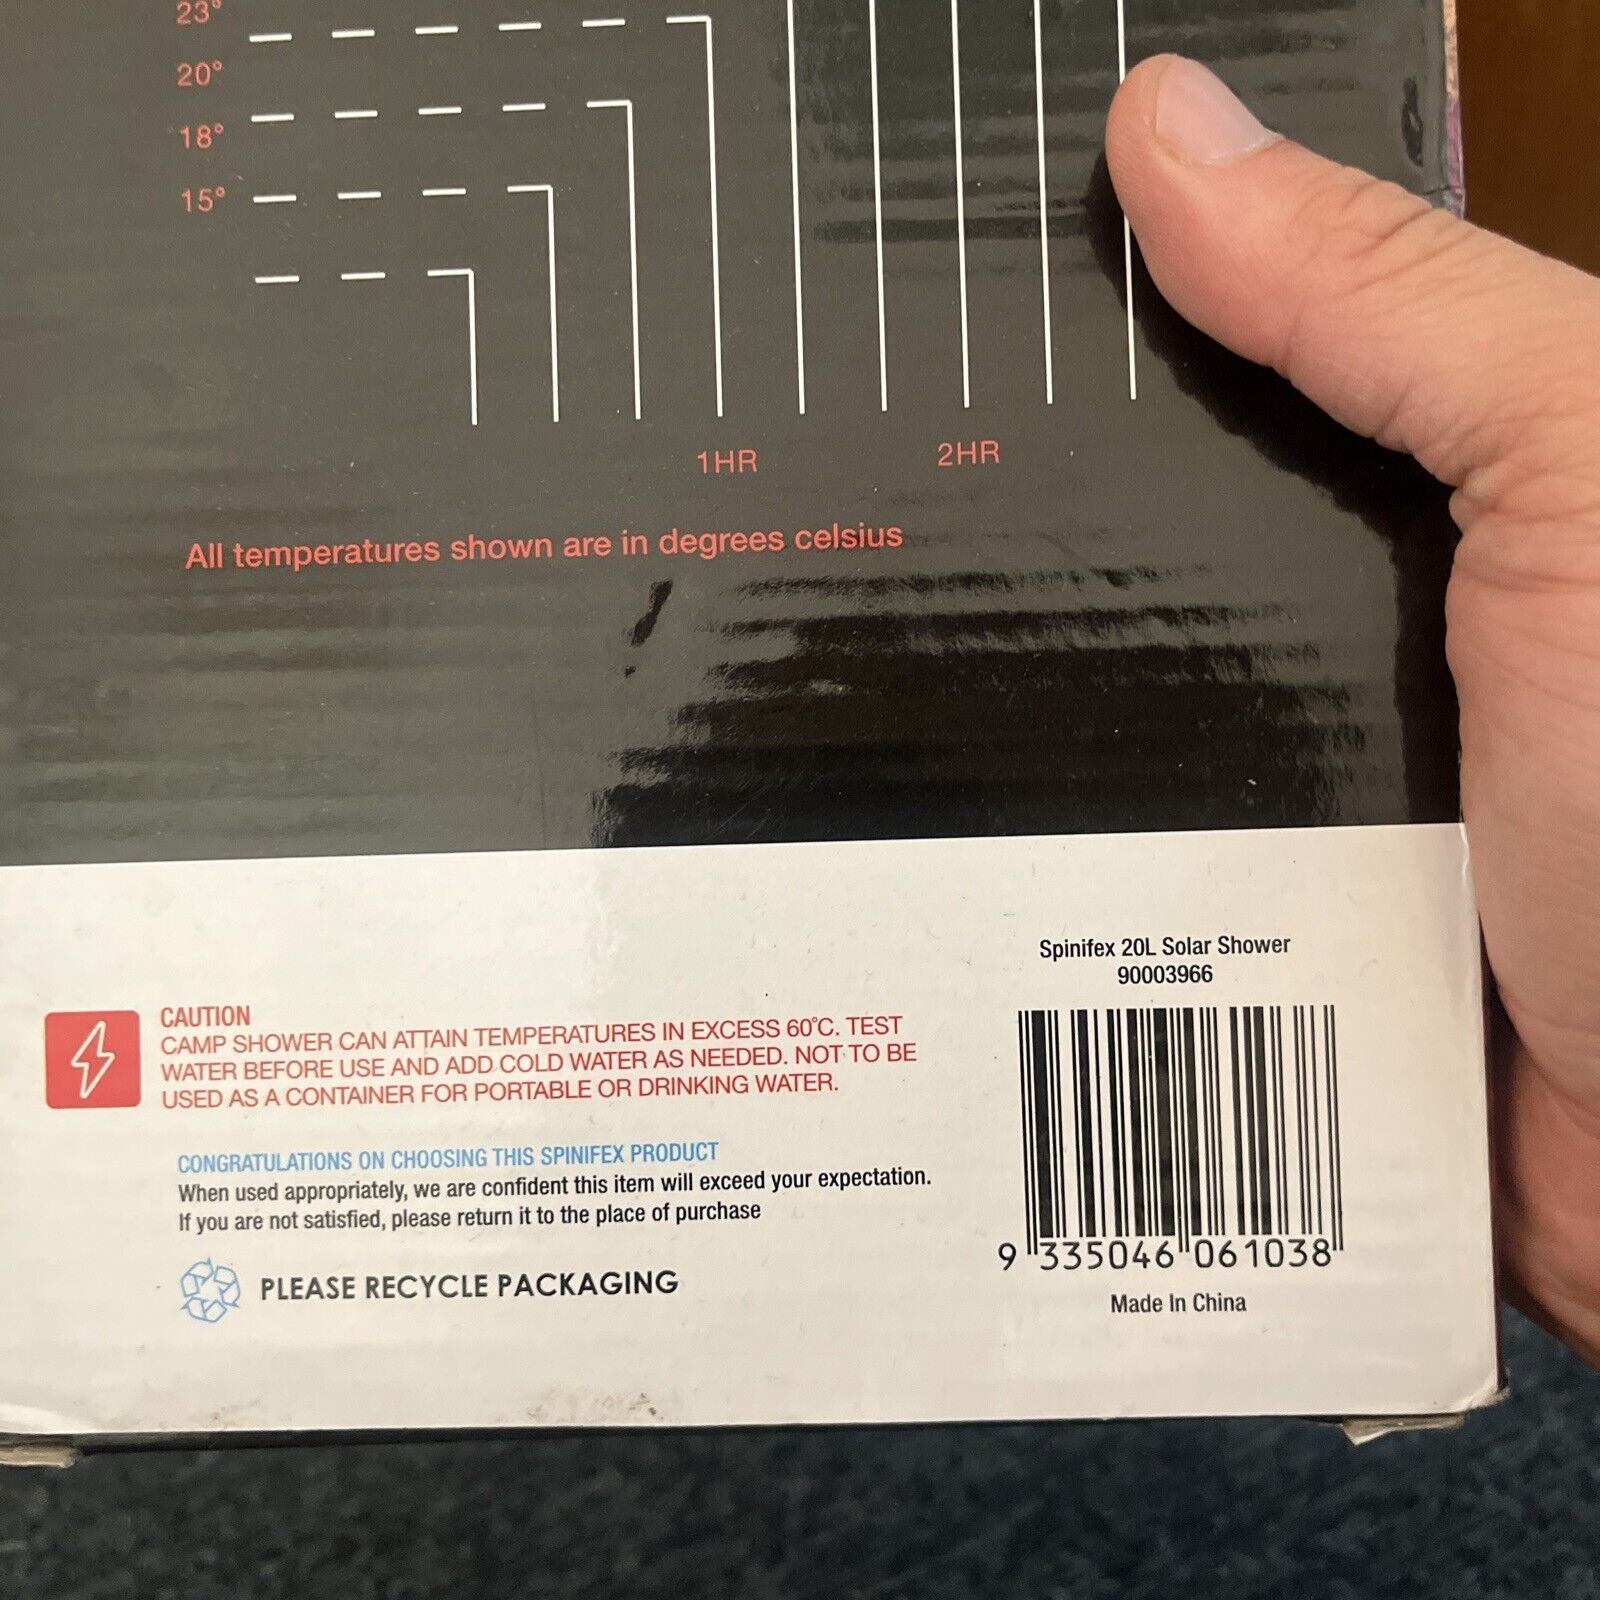 23°
20°
18°
15°
1HR 2HR
All temperatures shown are in degrees celsius
Spinifex 20L Solar Shower
90003966
CAUTION
CAMP SHOWER CAN ATTAIN TEMPERATURES IN EXCESS 60°C. TEST
WATER BEFORE USE AND ADD COLD WATER AS NEEDED. NOT TO BE
USED AS A CONTAINER FOR PORTABLE OR DRINKING WATER.
CONGRATULATIONS ON CHOOSING THIS SPINIFEX PRODUCT
When used appropriately, we are confident this item will exceed your expectation.
If you are not satisfied, please return it to the place of purchase
PLEASE RECYCLE PACKAGING
9 335046 061038
Made In China